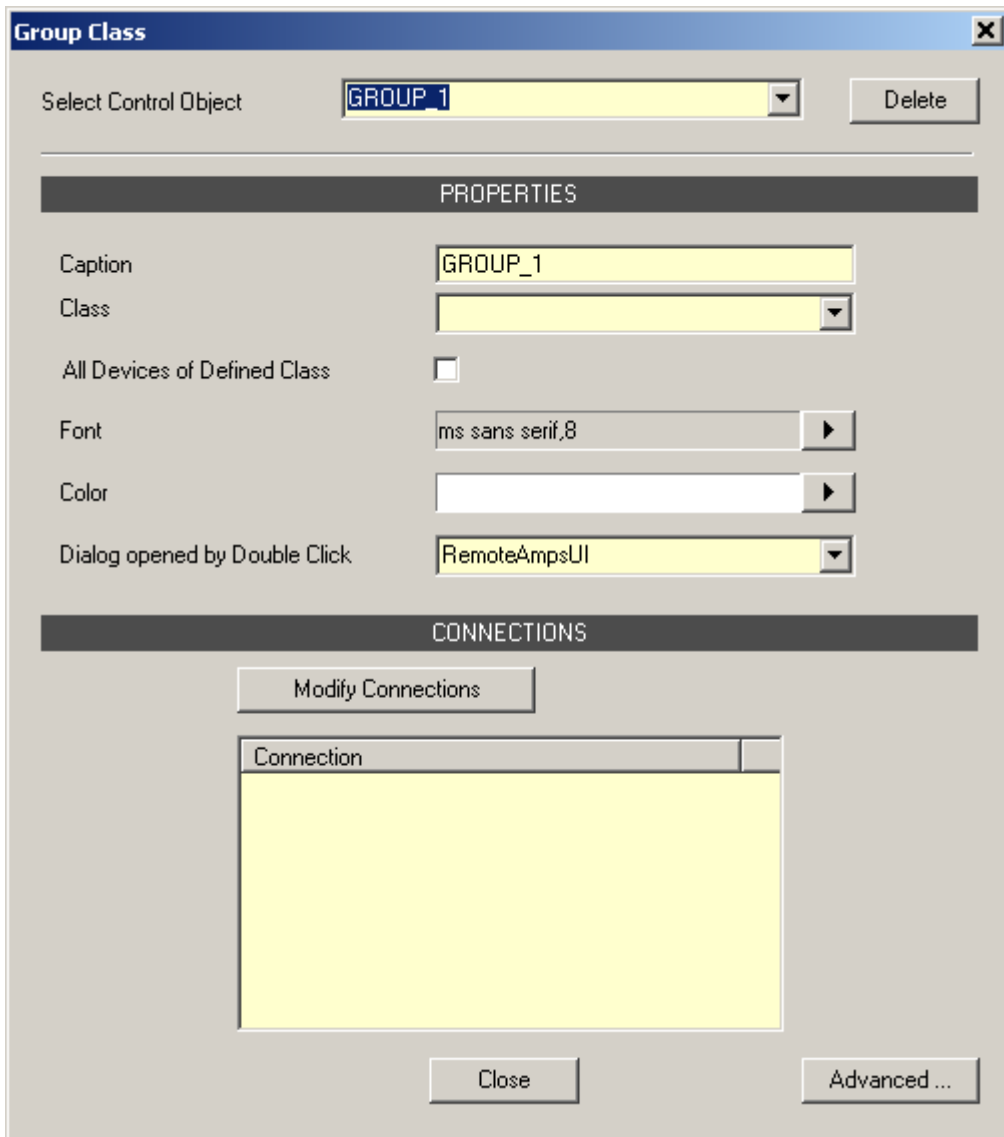 Group Class
Select Control Object GROUP_1 Delete
PROPERTIES
Caption GROUP_1
Class
All Devices of Defined Class
Font ms sans serif,8
Color
Dialog opened by Double Click RemoteAmpsUI
CONNECTIONS
Modify Connections
Connection
Close Advanced ...